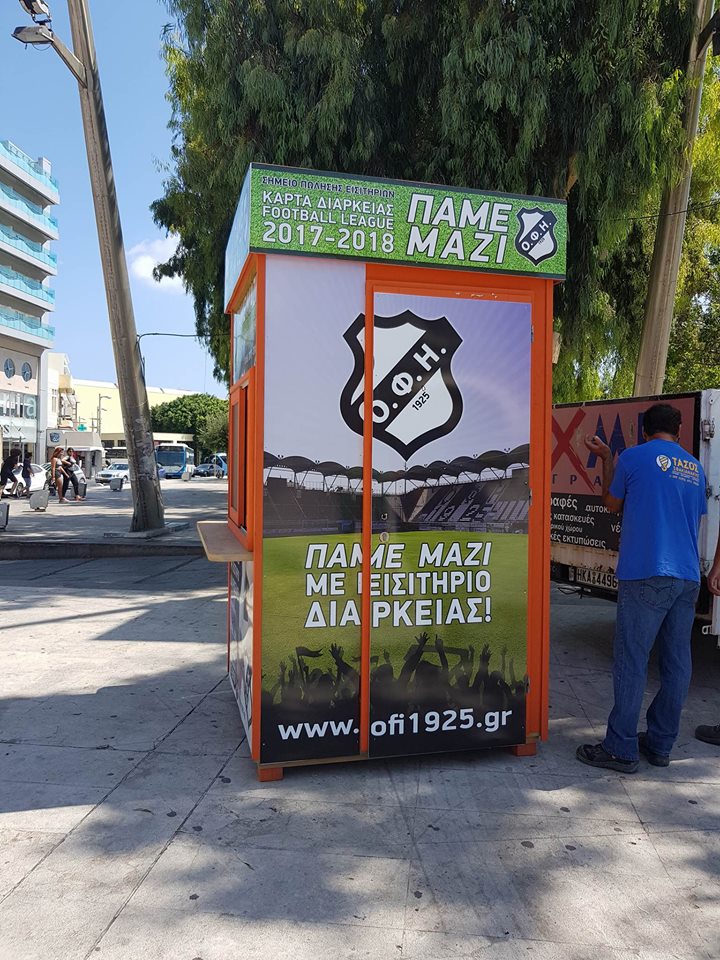 ΣΗΜΕΙΟ ΠΩΛΗΣΗΣ ΕΙΣΙΤΗΡΙΩΝ
ΚΑΡΤΑ ΔΙΑΡΚΕΙΑΣ
FOOTBALL LEAGUE
2017-2018
ΠΑΜΕ
ΜΑΖΙ
Ο.Φ.Η.
Ο.Φ.Η.
1925
ΠΑΜΕ ΜΑΖΙ
ΜΕ ΕΙΣΙΤΗΡΙΟ
ΔΙΑΡΚΕΙΑΣ!
www.ofi1925.gr
ΤΑΣΟΣ
ΗΚΑ4496